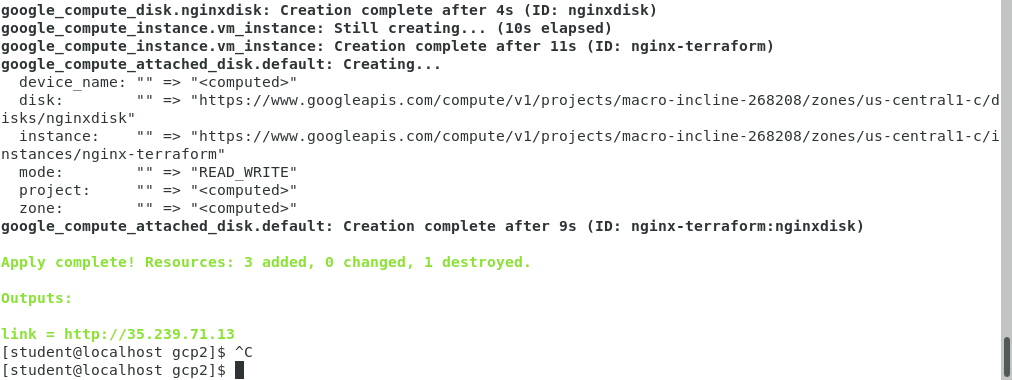 google_compute_disk.nginxdisk: Creation complete after 4s (ID: nginxdisk)
google_compute_instance.vm_instance: Still creating... (10s elapsed)
google_compute_instance.vm_instance: Creation complete after 11s (ID: nginx-terraform)
google_compute_attached_disk.default: Creating...
  device_name: "" => "<computed>"
  disk:        "" => "https://www.googleapis.com/compute/v1/projects/macro-incline-268208/zones/us-central1-c/d
isks/nginxdisk"
  instance:    "" => "https://www.googleapis.com/compute/v1/projects/macro-incline-268208/zones/us-central1-c/i
nstances/nginx-terraform"
  mode:        "" => "READ_WRITE"
  project:     "" => "<computed>"
  zone:        "" => "<computed>"
google_compute_attached_disk.default: Creation complete after 9s (ID: nginx-terraform:nginxdisk)
Apply complete! Resources: 3 added, 0 changed, 1 destroyed.
Outputs:
link = http://35.239.71.13
[student@localhost gcp2]$ ^C
[student@localhost gcp2]$